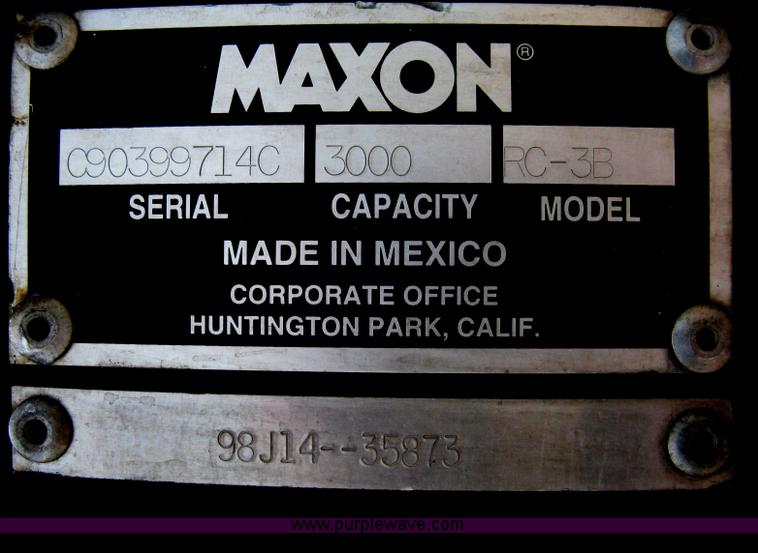 MAXON®
C90399714C 3000 RC-3B
SERIAL CAPACITY MODEL
MADE IN MEXICO
CORPORATE OFFICE
HUNTINGTON PARK, CALIF.
98J14--35873
www.purplewave.com